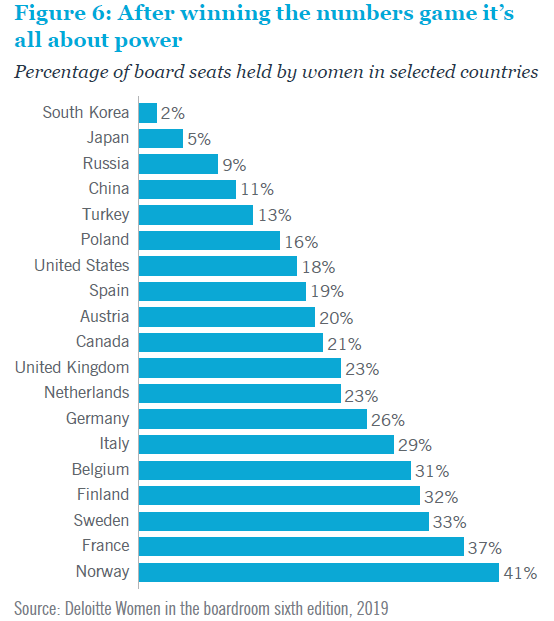 Figure 6: After winning the numbers game it's
all about power
Percentage of board seats held by women in selected countries
South Korea 2%
Japan 5%
Russia 9%
China 11%
Turkey 13%
Poland 16%
United States 18%
Spain 19%
Austria 20%
Canada 21%
United Kingdom 23%
Netherlands 23%
Germany 26%
Italy 29%
Belgium 31%
Finland 32%
Sweden 33%
France 37%
Norway 41%
Source: Deloitte Women in the boardroom sixth edition, 2019